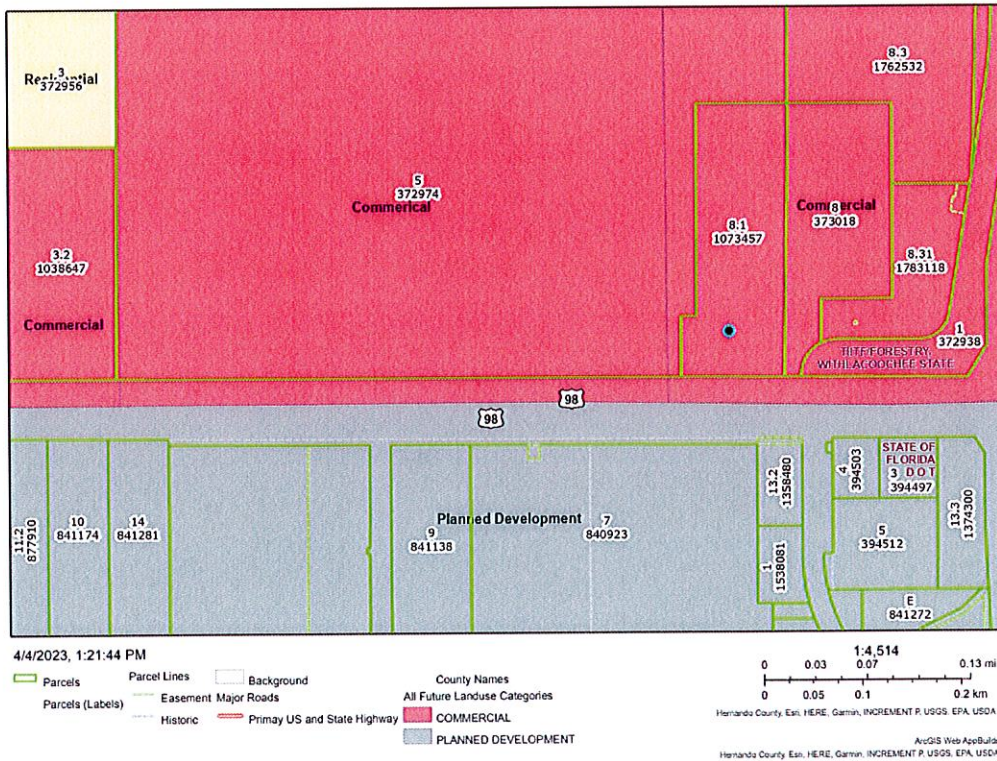 3
Residential
372956
8.3
1762532
5
372974
Commerical
8.1
1073457
Commercial
8
373018
3.2
1038647
8.31
1783118
Commercial
1
372938
TIITF/FORESTRY,
WITHLACOOCHEE STATE
98
98
11.2
877910
10
841174
14
841281
Planned Development
9
841138
7
840923
13.2
1358480
1
1538081
4
394503
STATE OF
FLORIDA
3 D O T
394497
13.3
1374300
5
394512
E
841272
4/4/2023, 1:21:44 PM
Parcels
Parcels (Labels)
Parcel Lines
Easement
Historic
Background
Major Roads
Primay US and State Highway
County Names
All Future Landuse Categories
COMMERCIAL
PLANNED DEVELOPMENT
1:4,514
0 0.03 0.07 0.13 mi
0 0.05 0.1 0.2 km
Hernando County, Esri, HERE, Garmin, INCREMENT P, USGS, EPA, USDA
ArcGIS Web AppBuilde
Hernando County, Esri, HERE, Garmin, INCREMENT P, USGS, EPA, USDA